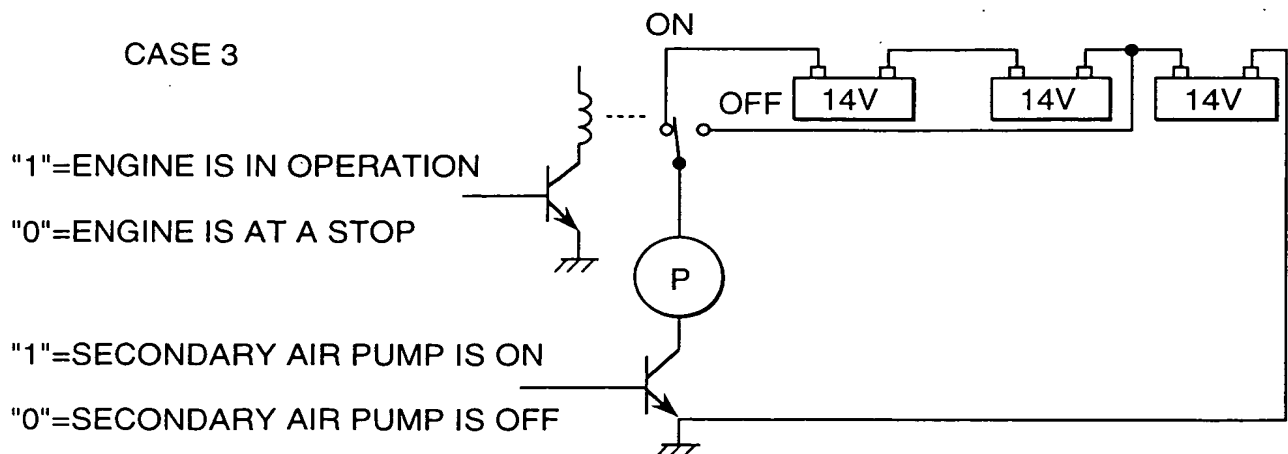 CASE 3
ON
OFF
14V 14V 14V
"1"=ENGINE IS IN OPERATION
"0"=ENGINE IS AT A STOP
P
"1"=SECONDARY AIR PUMP IS ON
"0"=SECONDARY AIR PUMP IS OFF